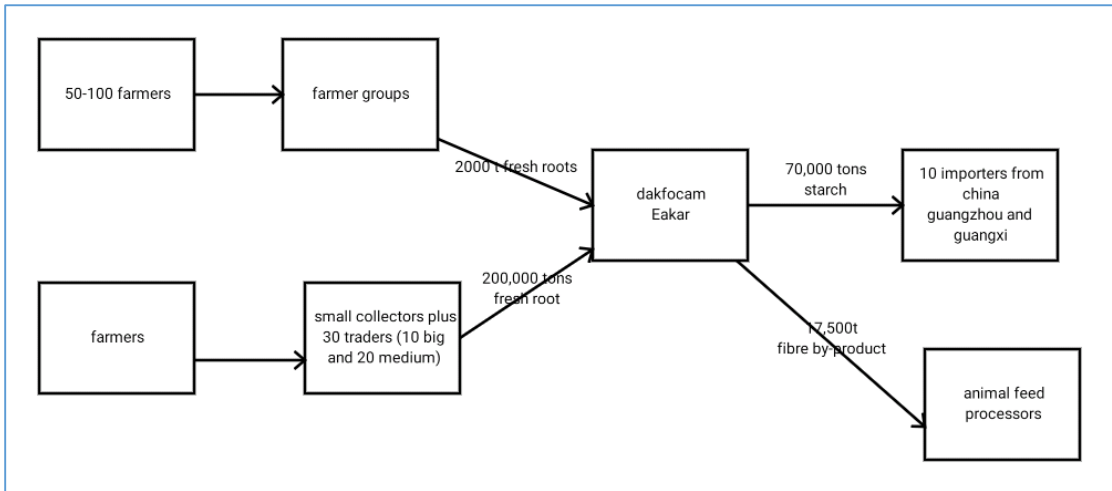 50-100 farmers
farmer groups
2000 t fresh roots
dakfocam
Eakar
70,000 tons
starch
10 importers from
china
guangzhou and
guangxi
farmers
small collectors plus
30 traders (10 big
and 20 medium)
200,000 tons
fresh root
17,500t
fibre by-product
animal feed
processors